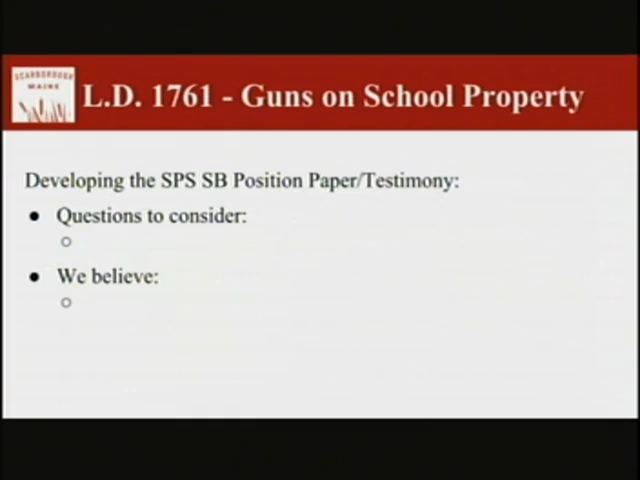 SCARBOROUGH
MAINE
L.D. 1761 - Guns on School Property
Developing the SPS SB Position Paper/Testimony:
● Questions to consider:
○
● We believe:
○